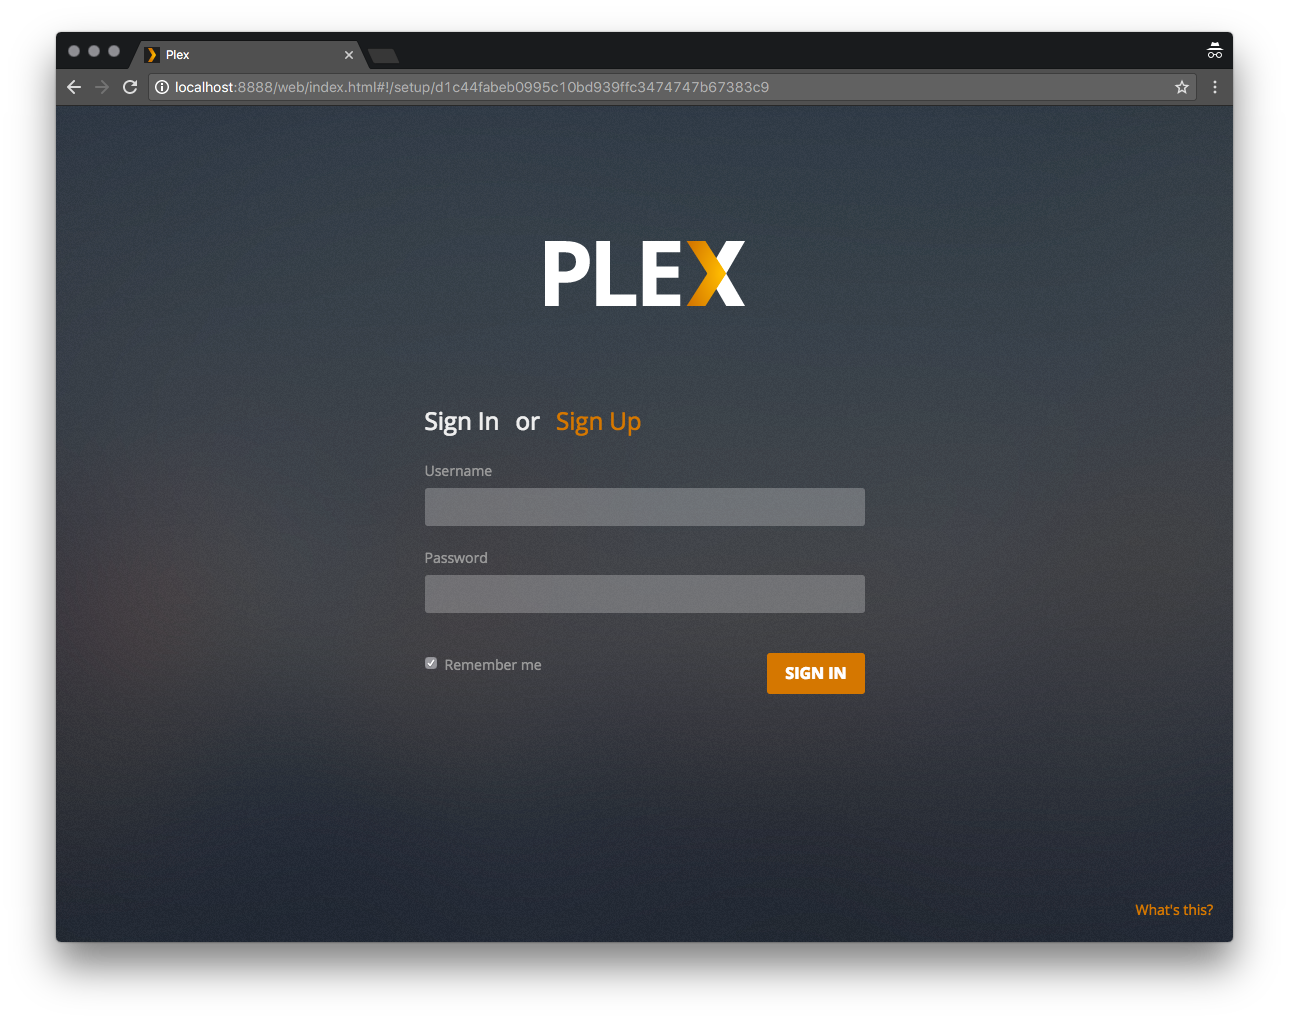 Plex
localhost:8888/web/index.html#!/setup/d1c44fabeb0995c10bd939ffc3474747b67383c9
PLEX
Sign In or Sign Up
Username
Password
Remember me
SIGN IN
What's this?